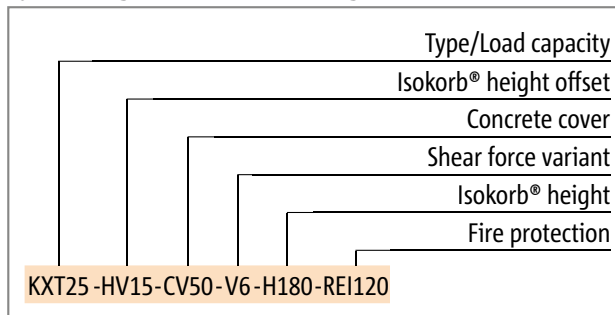 Type/Load capacity
Isokorb® height offset
Concrete cover
Shear force variant
Isokorb® height
Fire protection
KXT25-HV15-CV50-V6-H180-REI120